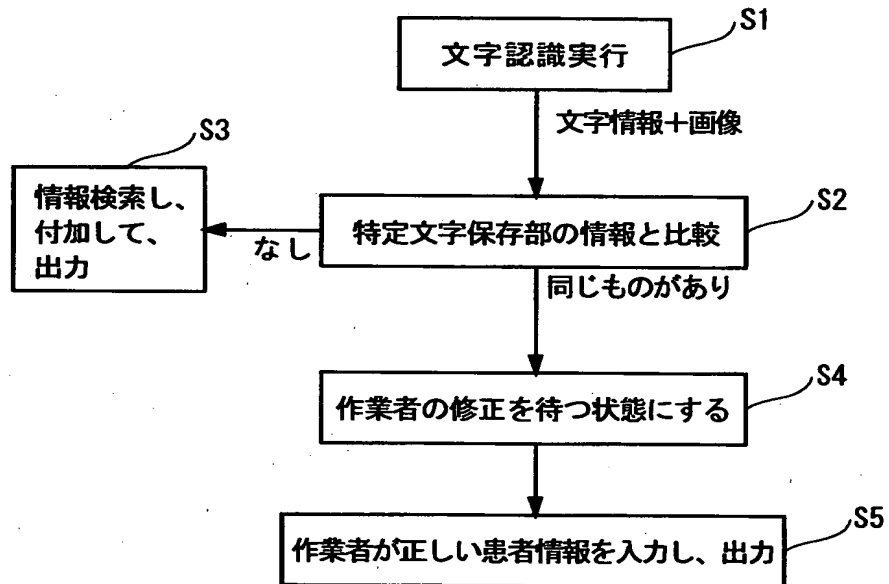 S1
文字認識実行
文字情報＋画像
S3
情報検索し、
付加して、
出力
S2
特定文字保存部の情報と比較
なし
同じものがあり
S4
作業者の修正を待つ状態にする
S5
作業者が正しい患者情報を入力し、出力